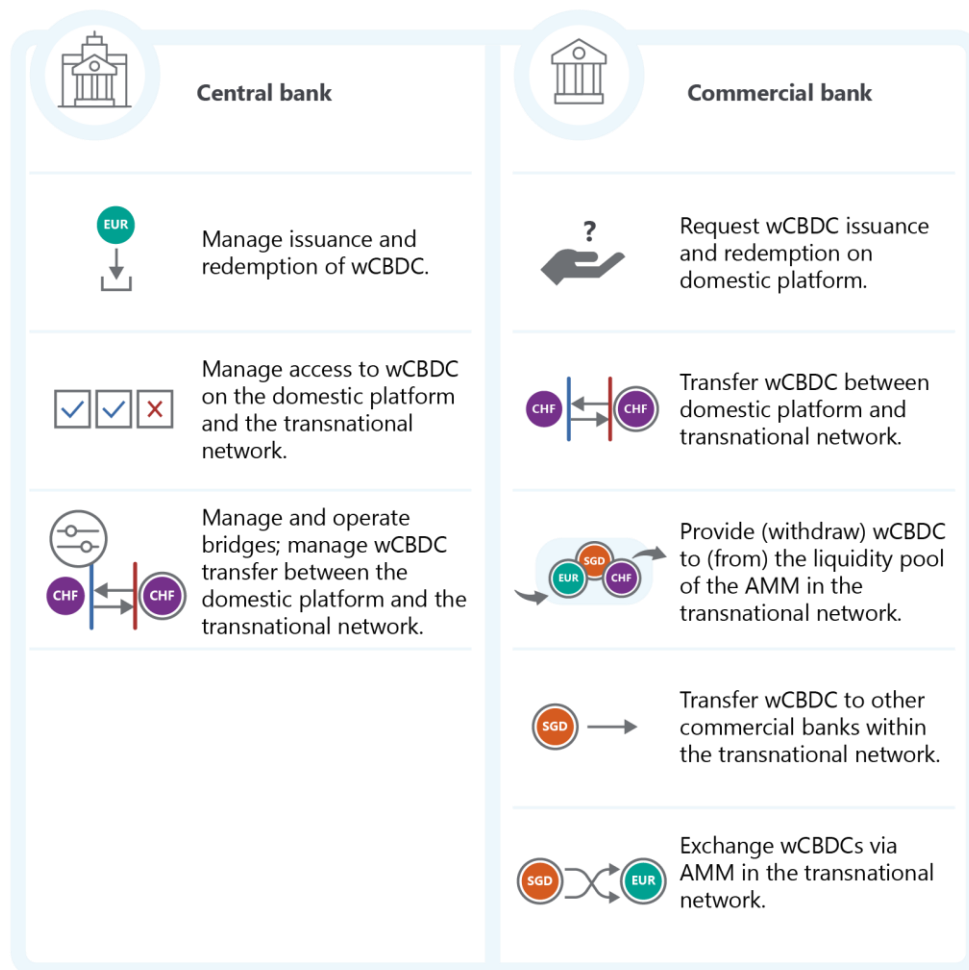 Central bank
EUR
Manage issuance and
redemption of wCBDC.
Manage access to wCBDC
on the domestic platform
and the transnational
network.
CHF
CHF
Manage and operate
bridges; manage wCBDC
transfer between the
domestic platform and the
transnational network.
Commercial bank
?
Request wCBDC issuance
and redemption on
domestic platform.
CHF
CHF
Transfer wCBDC between
domestic platform and
transnational network.
EUR
SGD
CHF
Provide (withdraw) wCBDC
to (from) the liquidity pool
of the AMM in the
transnational network.
SGD
Transfer wCBDC to other
commercial banks within
the transnational network.
SGD
EUR
Exchange wCBDCs via
AMM in the transnational
network.